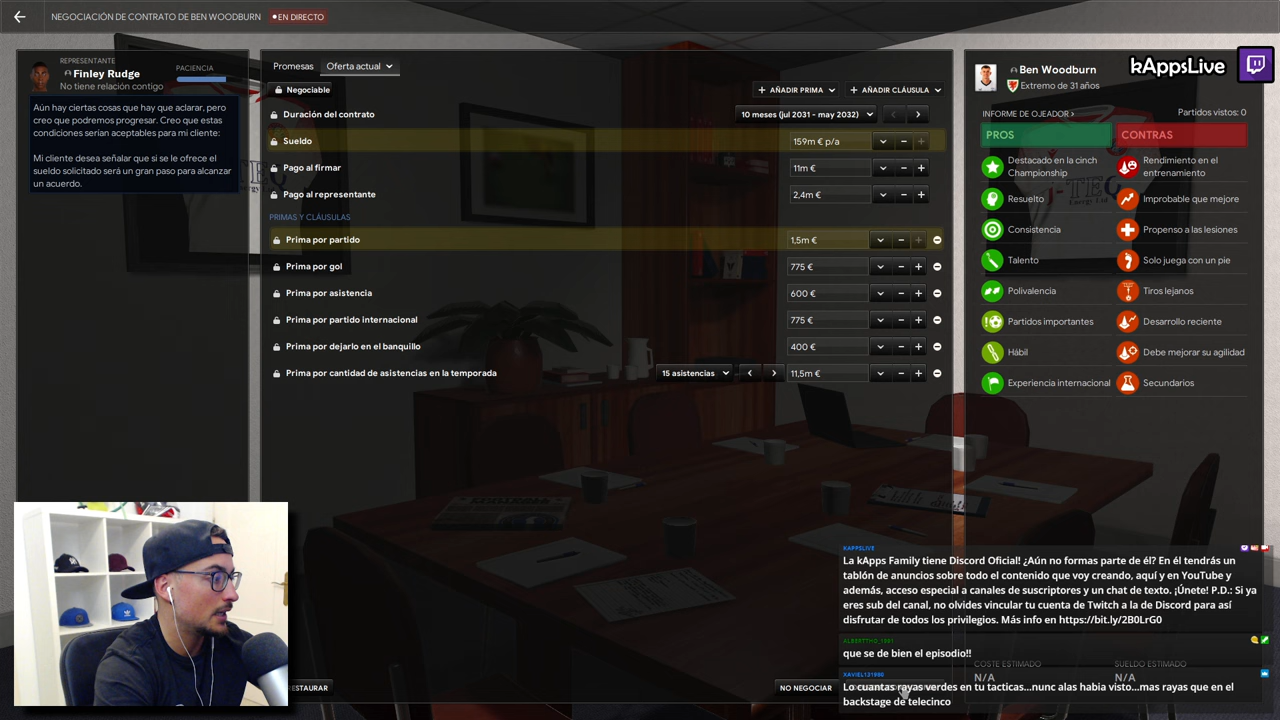 NEGOCIACIÓN DE CONTRATO DE BEN WOODBURN
EN DIRECTO
REPRESENTANTE
Finley Rudge
No tiene relación contigo
PACIENCIA
Aún hay ciertas cosas que hay que aclarar, pero
creo que podremos progresar. Creo que estas
condiciones serían aceptables para mi cliente:
Mi cliente desea señalar que si se le ofrece el
sueldo solicitado será un gran paso para alcanzar
un acuerdo.
Promesas
Oferta actual
Negociable
AÑADIR PRIMA
AÑADIR CLÁUSULA
Duración del contrato
10 meses (jul 2031 - may 2032)
Sueldo
159m € p/a
Pago al firmar
11m €
Pago al representante
2,4m €
PRIMAS Y CLÁUSULAS
Prima por partido
1,5m €
Prima por gol
775 €
Prima por asistencia
600 €
Prima por partido internacional
775 €
Prima por dejarlo en el banquillo
400 €
Prima por cantidad de asistencias en la temporada
15 asistencias
11,5m €
RESTAURAR
NO NEGOCIAR
kAppsLive
Ben Woodburn
Extremo de 31 años
INFORME DE OJEADOR >
Partidos vistos: 0
PROS
CONTRAS
Destacado en la cinch
Championship
Rendimiento en el
entrenamiento
Resuelto
Improbable que mejore
Consistencia
Propenso a las lesiones
Talento
Solo juega con un pie
Polivalencia
Tiros lejanos
Partidos importantes
Desarrollo reciente
Hábil
Debe mejorar su agilidad
Experiencia internacional
Secundarios
COSTE ESTIMADO
N/A
SUELDO ESTIMADO
N/A
KAPPSLIVE
La kApps Family tiene Discord Oficial! ¿Aún no formas parte de él? En él tendrás un
tablón de anuncios sobre todo el contenido que voy creando, aquí y en YouTube y
además, acceso especial a canales de suscriptores y un chat de texto. ¡Únete! P.D.: Si ya
eres sub del canal, no olvides vincular tu cuenta de Twitch a la de Discord para así
disfrutar de todos los privilegios. Más info en https://bit.ly/2B0LrG0
que se de bien el episodio!!
XAVIEL131980
Lo cuantas rayas verdes en tu tacticas...nunc alas habia visto...mas rayas que en el
backstage de telecinco